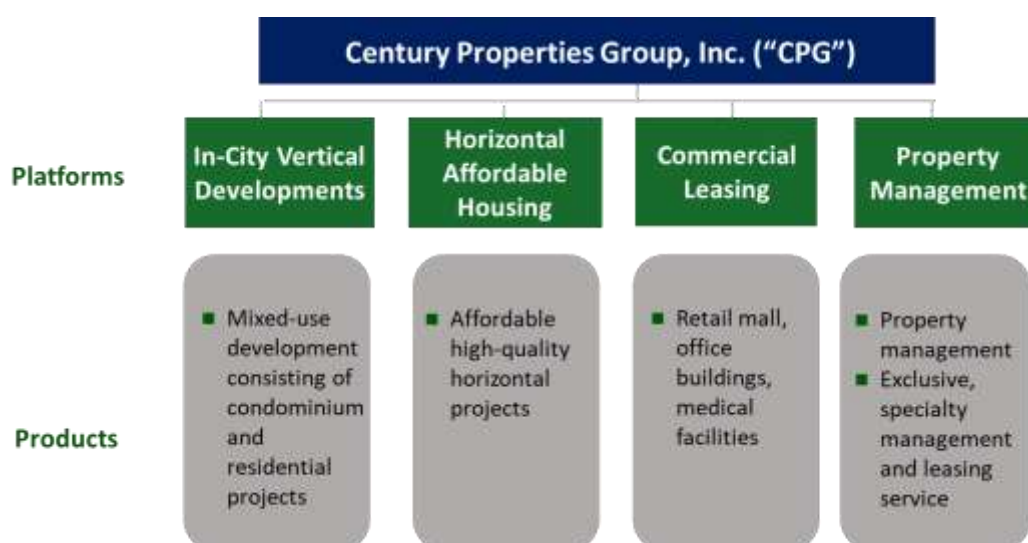 Century Properties Group, Inc. (“CPG”)
Platforms
In-City Vertical
Developments
Horizontal
Affordable
Housing
Commercial
Leasing
Property
Management
Products
■ Mixed-use
development
consisting of
condominium
and
residential
projects
■ Affordable
high-quality
horizontal
projects
■ Retail mall,
office
buildings,
medical
facilities
■ Property
management
■ Exclusive,
specialty
management
and leasing
service